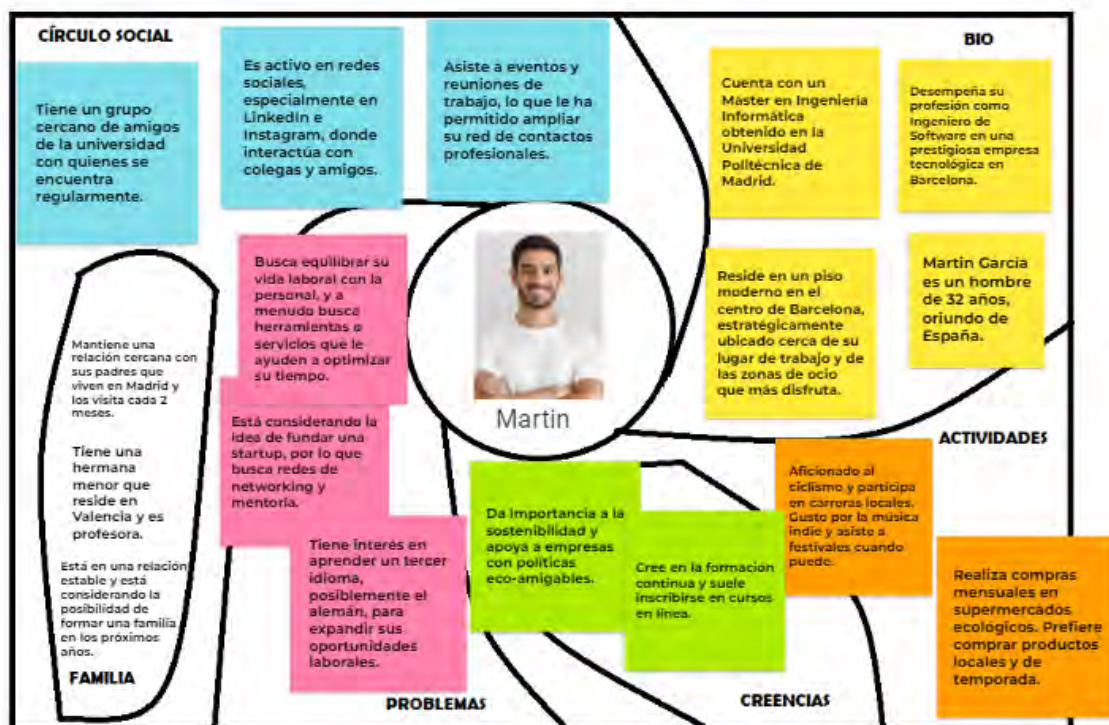 CÍRCULO SOCIAL
Tiene un grupo
cercano de amigos
de la universidad
con quienes se
encuentra
regularmente.
Es activo en redes
sociales,
especialmente en
LinkedIn e
Instagram, donde
interactúa con
colegas y amigos.
Asiste a eventos y
reuniones de
trabajo, lo que le ha
permitido ampliar
su red de contactos
profesionales.
BIO
Cuenta con un
Máster en Ingeniería
Informática
obtenido en la
Universidad
Politécnica de
Madrid.
Desempeña su
profesión como
Ingeniero de
Software en una
prestigiosa empresa
tecnológica en
Barcelona.
Reside en un piso
moderno en el
centro de Barcelona,
estratégicamente
ubicado cerca de su
lugar de trabajo y de
las zonas de ocio
que más disfruta.
Martin García
es un hombre
de 32 años,
oriundo de
España.
Martin
Mantiene una
relación cercana con
sus padres que
viven en Madrid y
los visita cada 2
meses.
Tiene una
hermana
menor que
reside en
Valencia y es
profesora.
Está en una relación
estable y está
considerando la
posibilidad de
formar una familia
en los próximos
años.
FAMILIA
Busca equilibrar su
vida laboral con la
personal, y a
menudo busca
herramientas o
servicios que le
ayuden a optimizar
su tiempo.
Está considerando la
idea de fundar una
startup, por lo que
busca redes de
networking y
mentoría.
Tiene interés en
aprender un tercer
idioma,
posiblemente el
alemán, para
expandir sus
oportunidades
laborales.
PROBLEMAS
Da importancia a la
sostenibilidad y
apoya a empresas
con políticas
eco-amigables.
Cree en la formación
continua y suele
inscribirse en cursos
en línea.
CREENCIAS
ACTIVIDADES
Aficionado al
ciclismo y participa
en carreras locales.
Gusto por la música
indie y asiste a
festivales cuando
puede.
Realiza compras
mensuales en
supermercados
ecológicos. Prefiere
comprar productos
locales y de
temporada.